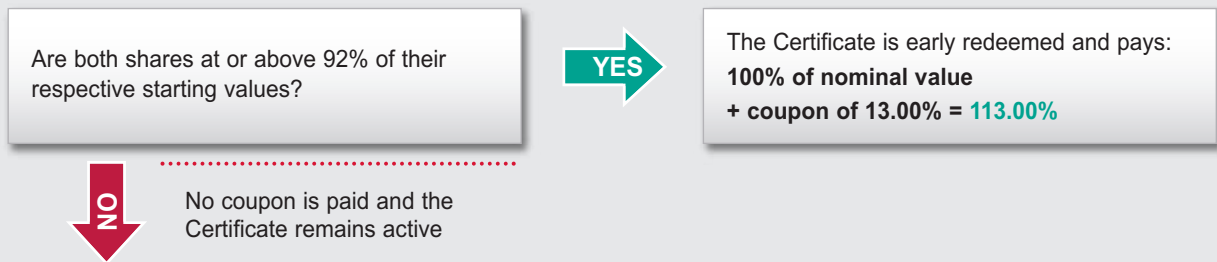 Are both shares at or above 92% of their
respective starting values?
YES
The Certificate is early redeemed and pays:
100% of nominal value
+ coupon of 13.00% = 113.00%
NO
No coupon is paid and the
Certificate remains active